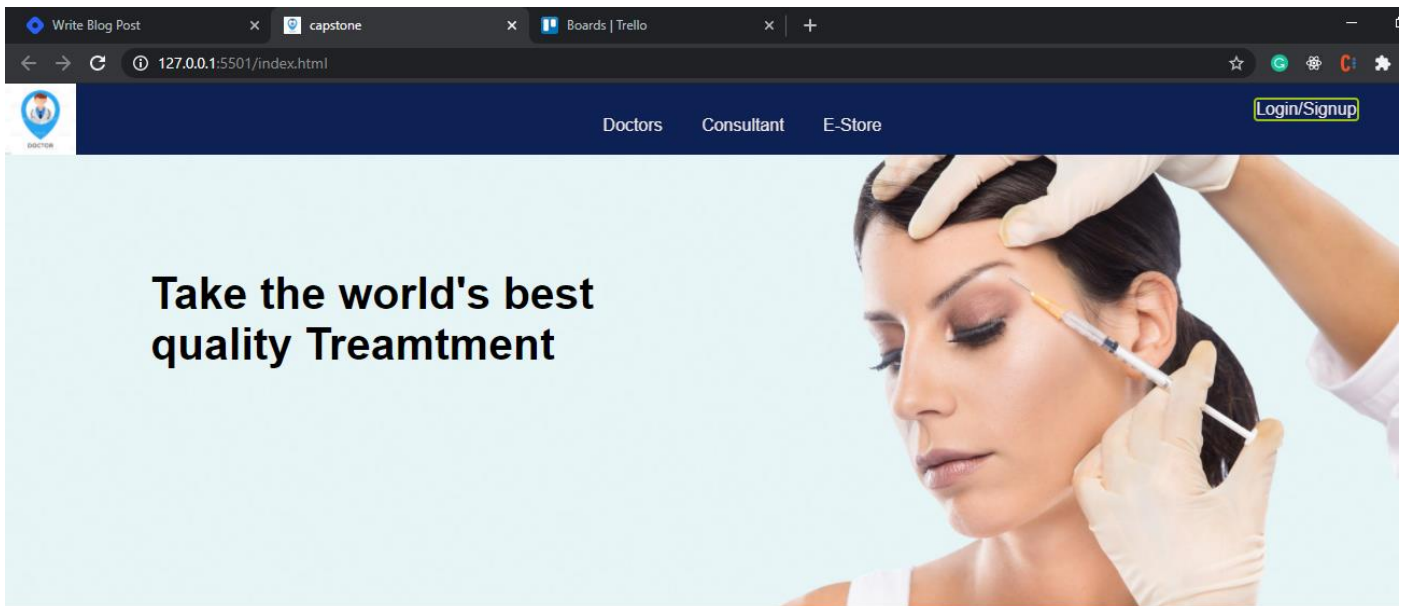 Write Blog Post
capstone
Boards | Trello
127.0.0.1:5501/index.html
DOCTOR
Doctors
Consultant
E-Store
Login/Signup
Take the world's best
quality Treamtment